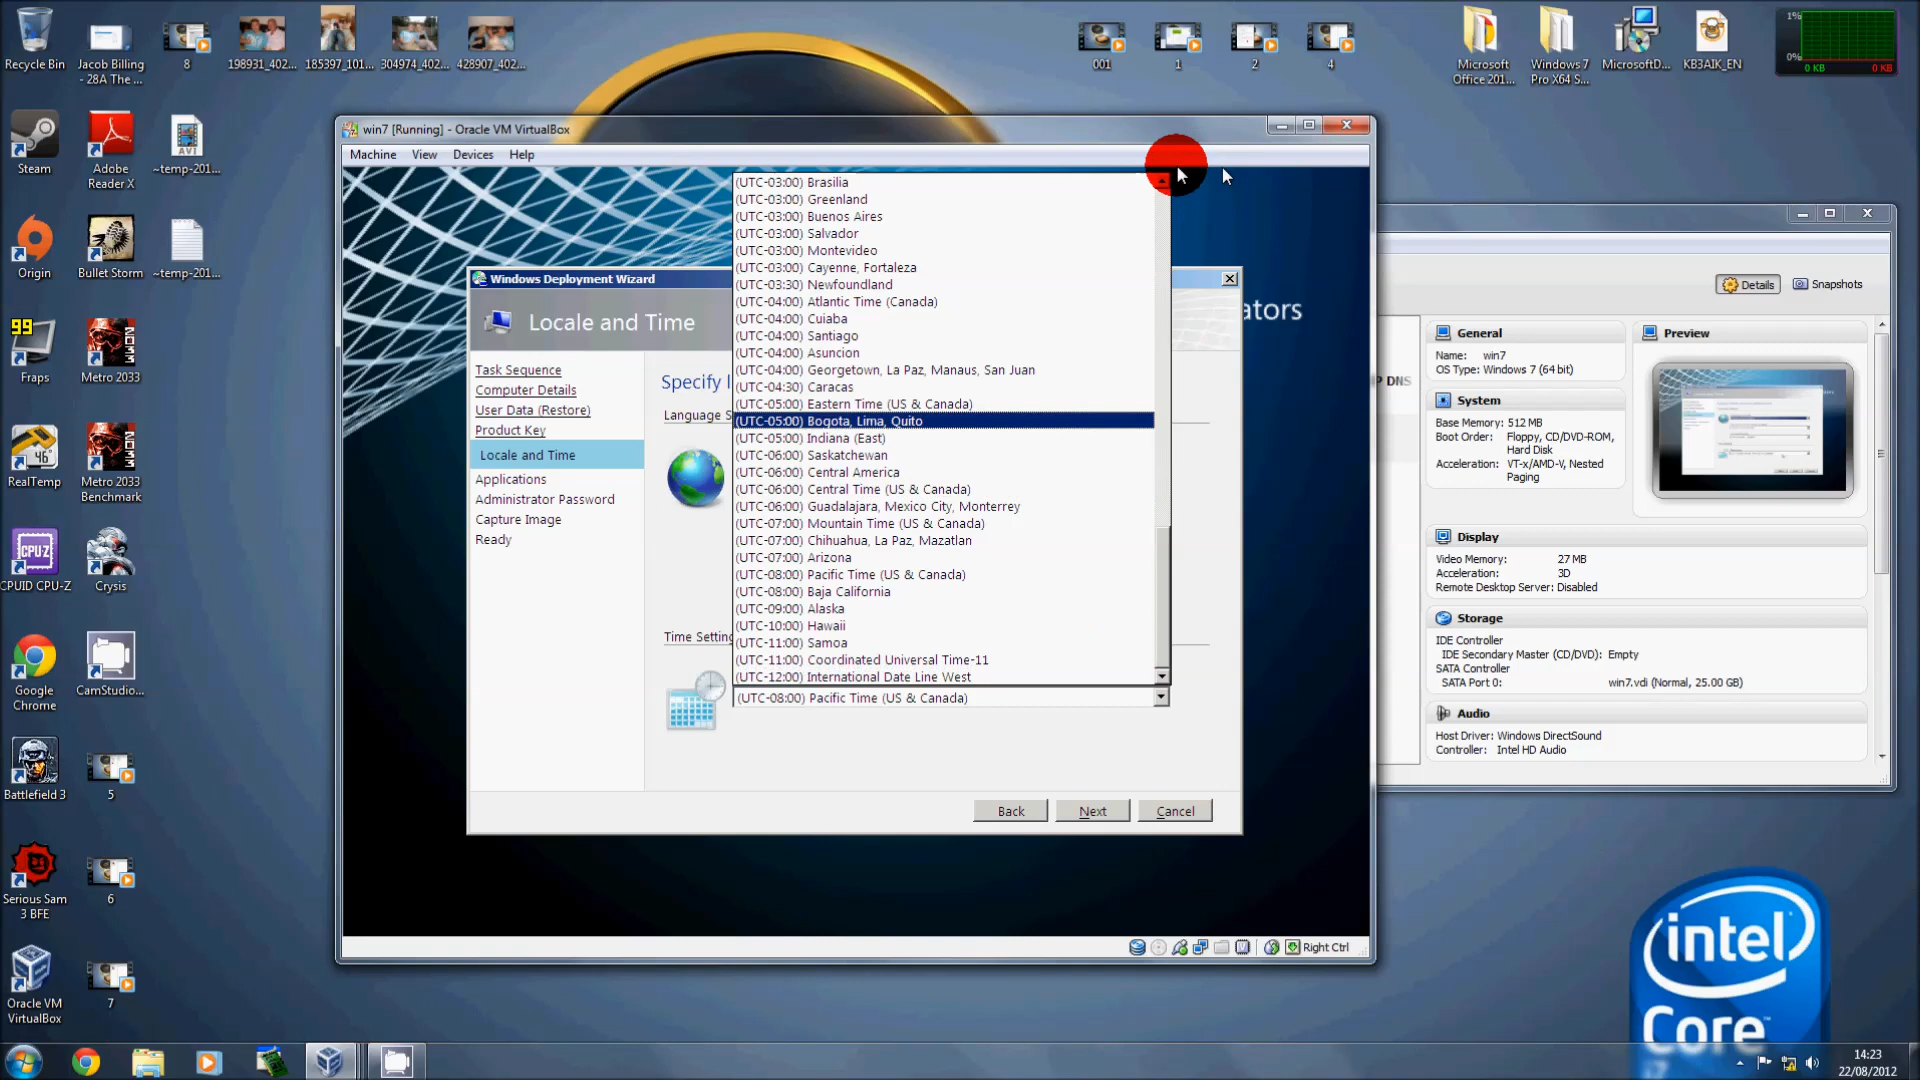 Recycle Bin
Jacob Billing
- 28A The ...
8
198931_402...
185397_101...
304974_402...
428907_402...
001
1
2
4
Microsoft
Office 201...
Windows 7
Pro X64 S...
MicrosoftD...
KB3AIK_EN
1%
0%
0 KB
0 KB
Steam
Adobe
Reader X
AVI
~temp-201...
Origin
Bullet Storm
~temp-201...
99
Fraps
Metro 2033
46°
RealTemp
Metro 2033
Benchmark
CPU-Z
CPUID CPU-Z
Crysis
Google
Chrome
CamStudio...
Battlefield 3
5
Serious Sam
3 BFE
6
Oracle VM
VirtualBox
7
win7 [Running] - Oracle VM VirtualBox
Machine
View
Devices
Help
(UTC-03:00) Brasilia
(UTC-03:00) Greenland
(UTC-03:00) Buenos Aires
(UTC-03:00) Salvador
(UTC-03:00) Montevideo
(UTC-03:00) Cayenne, Fortaleza
(UTC-03:30) Newfoundland
(UTC-04:00) Atlantic Time (Canada)
(UTC-04:00) Cuiaba
(UTC-04:00) Santiago
(UTC-04:00) Asuncion
(UTC-04:00) Georgetown, La Paz, Manaus, San Juan
(UTC-04:30) Caracas
(UTC-05:00) Eastern Time (US & Canada)
(UTC-05:00) Bogota, Lima, Quito
(UTC-05:00) Indiana (East)
(UTC-06:00) Saskatchewan
(UTC-06:00) Central America
(UTC-06:00) Central Time (US & Canada)
(UTC-06:00) Guadalajara, Mexico City, Monterrey
(UTC-07:00) Mountain Time (US & Canada)
(UTC-07:00) Chihuahua, La Paz, Mazatlan
(UTC-07:00) Arizona
(UTC-08:00) Pacific Time (US & Canada)
(UTC-08:00) Baja California
(UTC-09:00) Alaska
(UTC-10:00) Hawaii
(UTC-11:00) Samoa
(UTC-11:00) Coordinated Universal Time-11
(UTC-12:00) International Date Line West
(UTC-08:00) Pacific Time (US & Canada)
Windows Deployment Wizard
Locale and Time
ators
Task Sequence
Computer Details
User Data (Restore)
Product Key
Locale and Time
Applications
Administrator Password
Capture Image
Ready
Specify l
Language S
Time Setting
Back
Next
Cancel
Right Ctrl
Details
Snapshots
P DNS
General
Name: win7
OS Type: Windows 7 (64 bit)
System
Base Memory: 512 MB
Boot Order: Floppy, CD/DVD-ROM,
Hard Disk
Acceleration: VT-x/AMD-V, Nested
Paging
Preview
Display
Video Memory: 27 MB
Acceleration: 3D
Remote Desktop Server: Disabled
Storage
IDE Controller
IDE Secondary Master (CD/DVD): Empty
SATA Controller
SATA Port 0: win7.vdi (Normal, 25.00 GB)
Audio
Host Driver: Windows DirectSound
Controller: Intel HD Audio
intel
Core™
14:23
22/08/2012